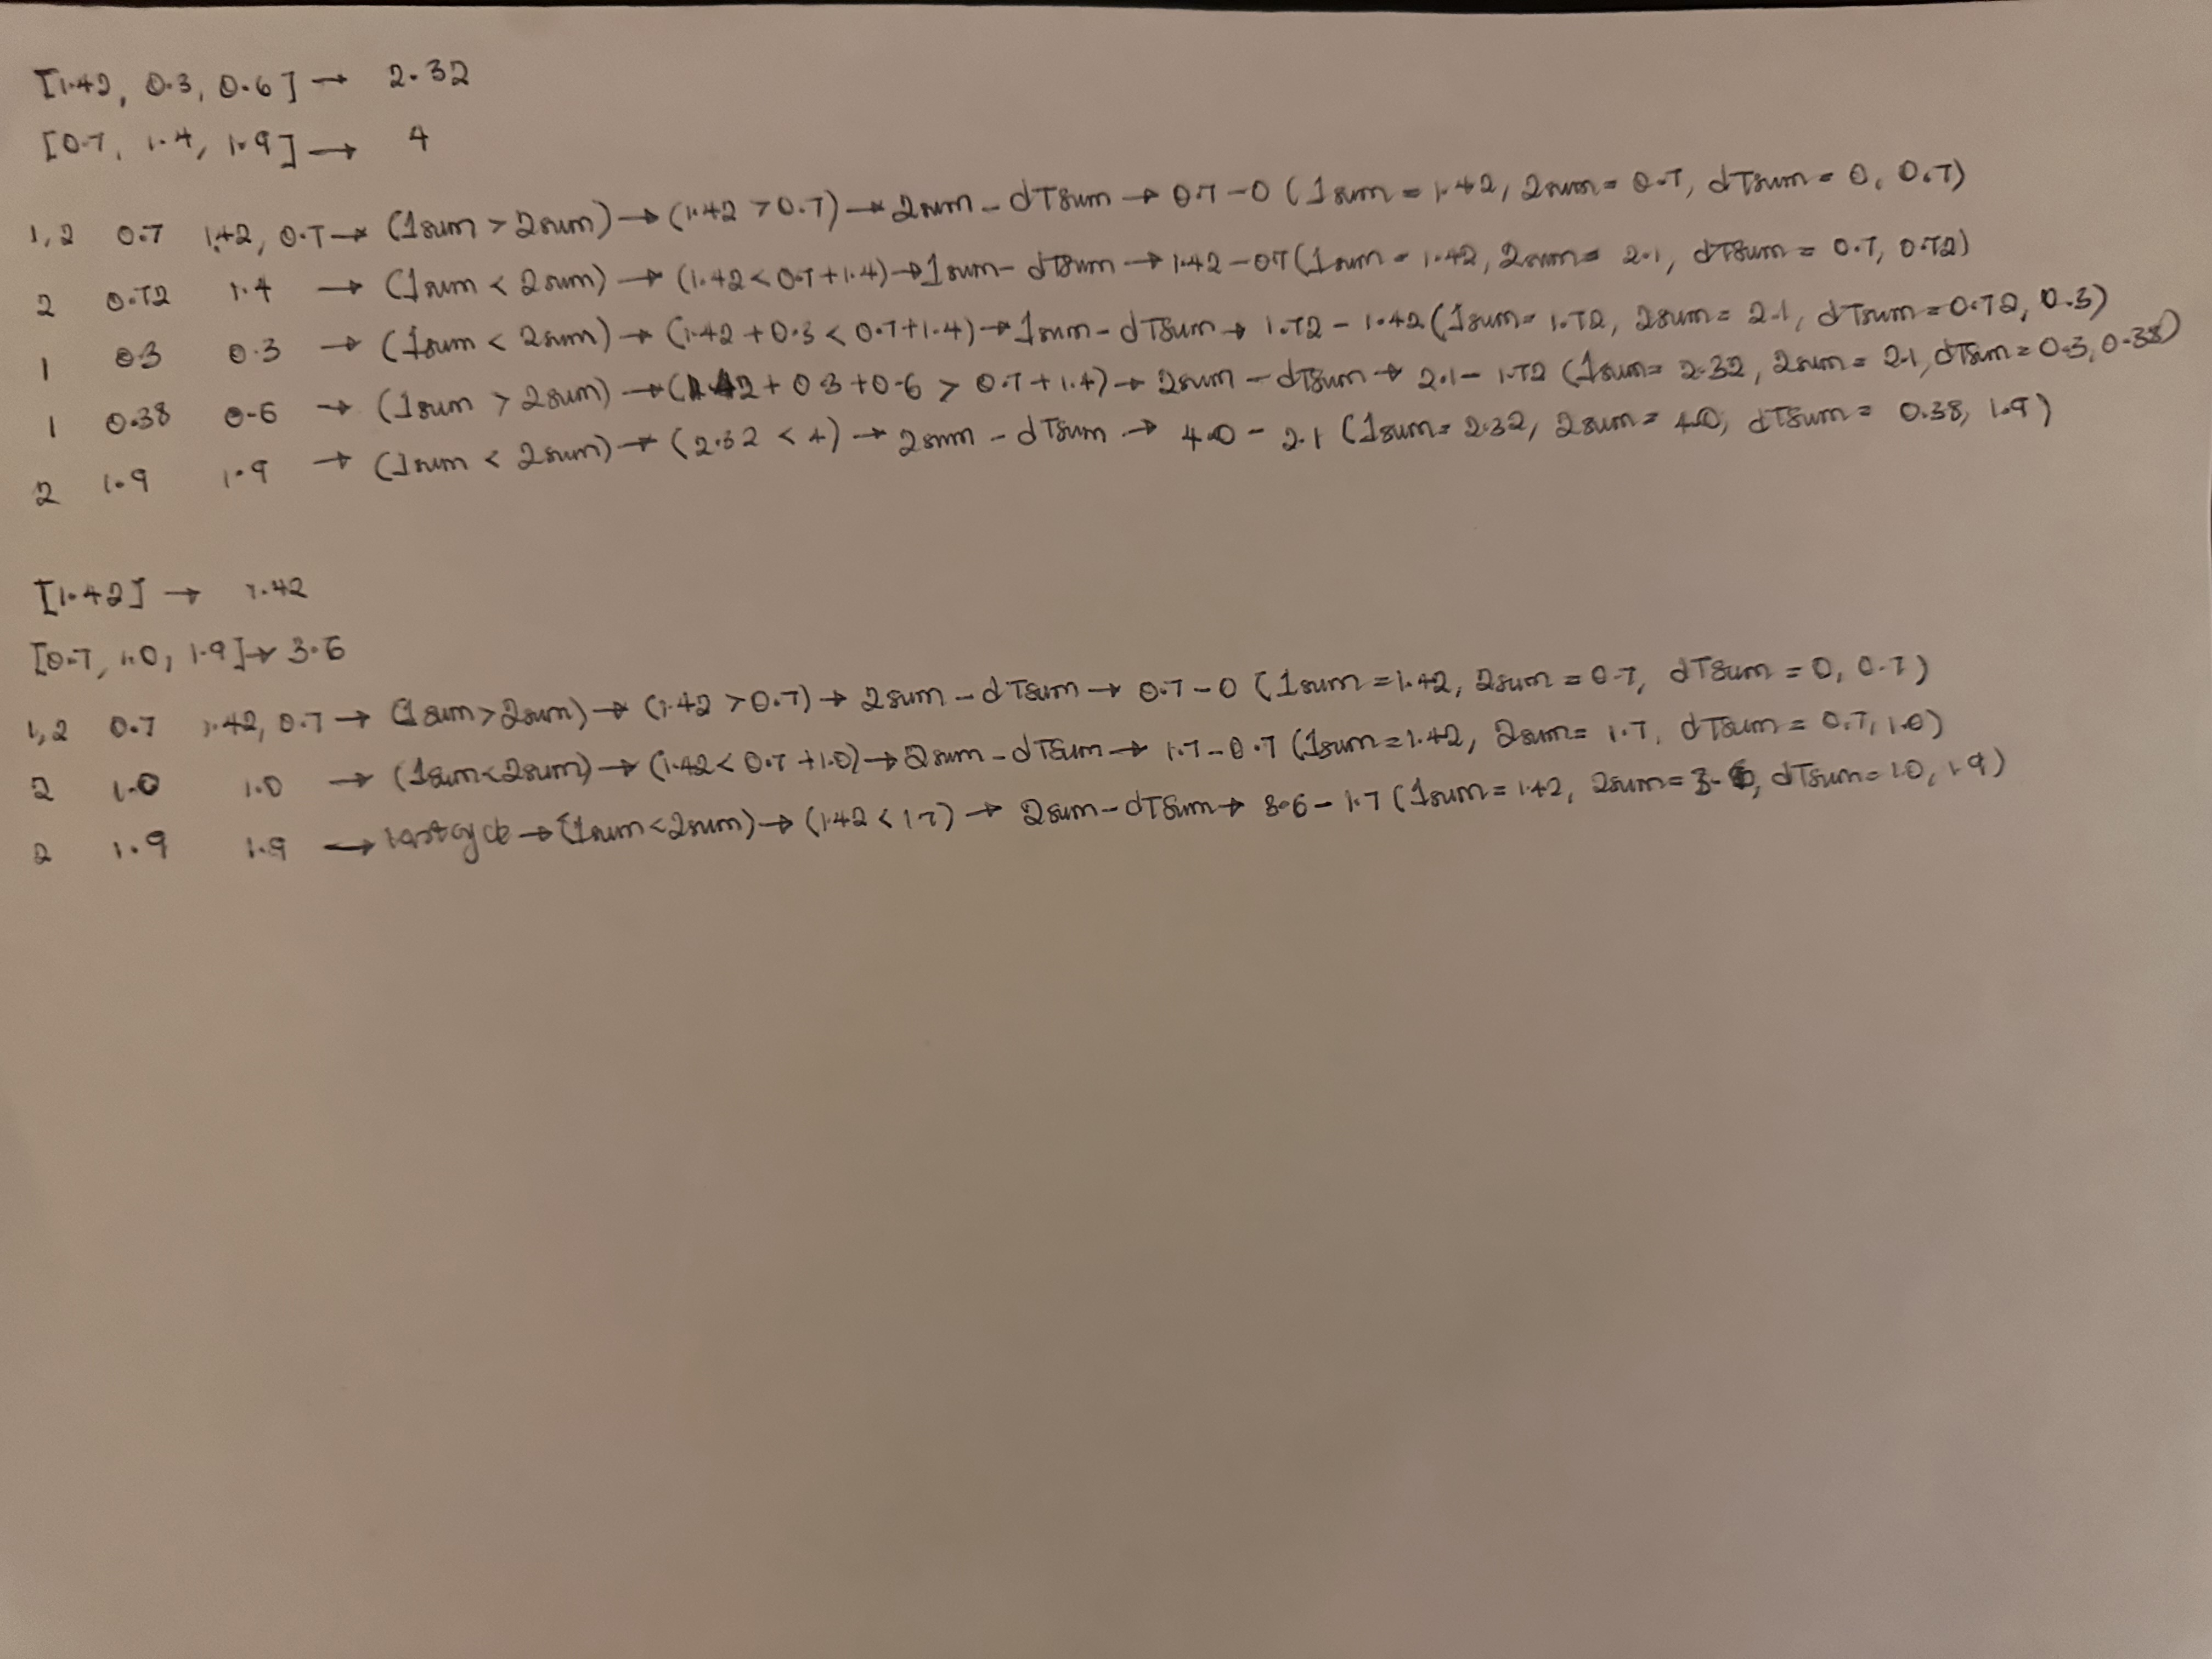 [1.42, 0.3, 0.6] → 2.32
[0.7, 1.4, 1.9] → 4
1,2 0.7 1.42, 0.7 → (1sum > 2sum) → (1.42 > 0.7) → 2sum - dTsum → 0.7 - 0 (1sum = 1.42, 2sum = 0.7, dTsum = 0, 0.7)
2 0.72 1.4 → (1sum < 2sum) → (1.42 < 0.7 + 1.4) → 1sum - dTsum → 1.42 - 0.7 (1sum = 1.42, 2sum = 2.1, dTsum = 0.7, 0.72)
1 0.3 0.3 → (1sum < 2sum) → (1.42 + 0.3 < 0.7 + 1.4) → 1sum - dTsum → 1.72 - 1.42 (1sum = 1.72, 2sum = 2.1, dTsum = 0.72, 0.3)
1 0.38 0.6 → (1sum > 2sum) → (1.42 + 0.3 + 0.6 > 0.7 + 1.4) → 2sum - dTsum → 2.1 - 1.72 (1sum = 2.32, 2sum = 2.1, dTsum = 0.3, 0.38)
2 1.9 1.9 → (1sum < 2sum) → (2.32 < 4) → 2sum - dTsum → 4.0 - 2.1 (1sum = 2.32, 2sum = 4.0, dTsum = 0.38, 1.9)
[1.42] → 1.42
[0.7, 1.0, 1.9] → 3.6
1,2 0.7 1.42, 0.7 → (1sum > 2sum) → (1.42 > 0.7) → 2sum - dTsum → 0.7 - 0 (1sum = 1.42, 2sum = 0.7, dTsum = 0, 0.7)
2 1.0 1.0 → (1sum < 2sum) → (1.42 < 0.7 + 1.0) → 2sum - dTsum → 1.7 - 0.7 (1sum = 1.42, 2sum = 1.7, dTsum = 0.7, 1.0)
2 1.9 1.9 → → (1sum < 2sum) → (1.42 < 1.7) → 2sum - dTsum → 3.6 - 1.7 (1sum = 1.42, 2sum = 3.6, dTsum = 1.0, 1.9)